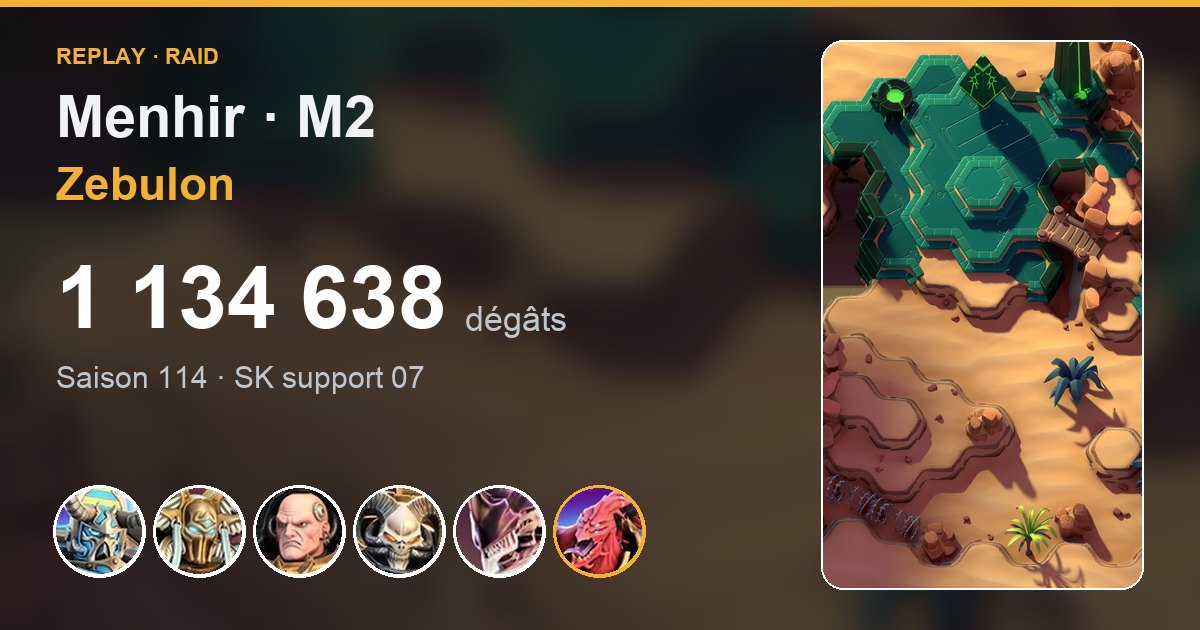 REPLAY · RAID
Menhir · M2
Zebulon
1 134 638 dégâts
Saison 114 · SK support 07